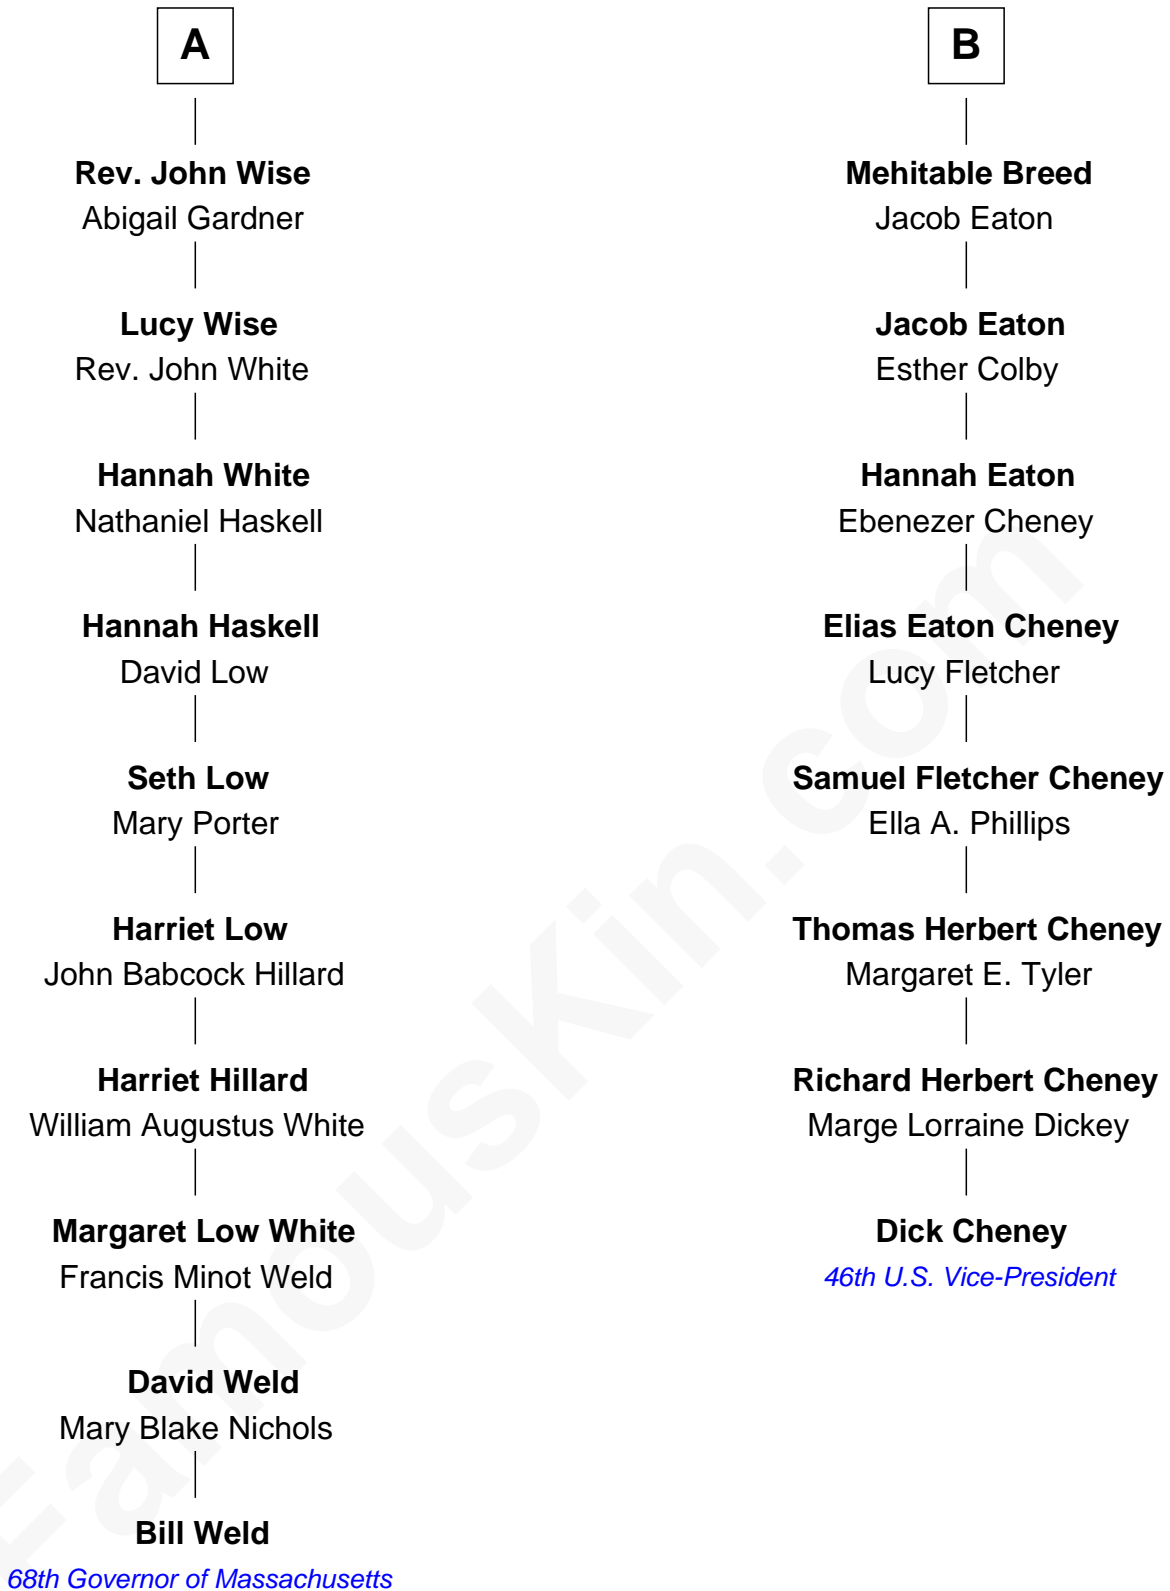 A
Rev. John Wise
Abigail Gardner
Lucy Wise
Rev. John White
Hannah White
Nathaniel Haskell
Hannah Haskell
David Low
Seth Low
Mary Porter
Harriet Low
John Babcock Hillard
Harriet Hillard
William Augustus White
Margaret Low White
Francis Minot Weld
David Weld
Mary Blake Nichols
Bill Weld
68th Governor of Massachusetts
B
Mehitable Breed
Jacob Eaton
Jacob Eaton
Esther Colby
Hannah Eaton
Ebenezer Cheney
Elias Eaton Cheney
Lucy Fletcher
Samuel Fletcher Cheney
Ella A. Phillips
Thomas Herbert Cheney
Margaret E. Tyler
Richard Herbert Cheney
Marge Lorraine Dickey
Dick Cheney
46th U.S. Vice-President
FamousKin.com